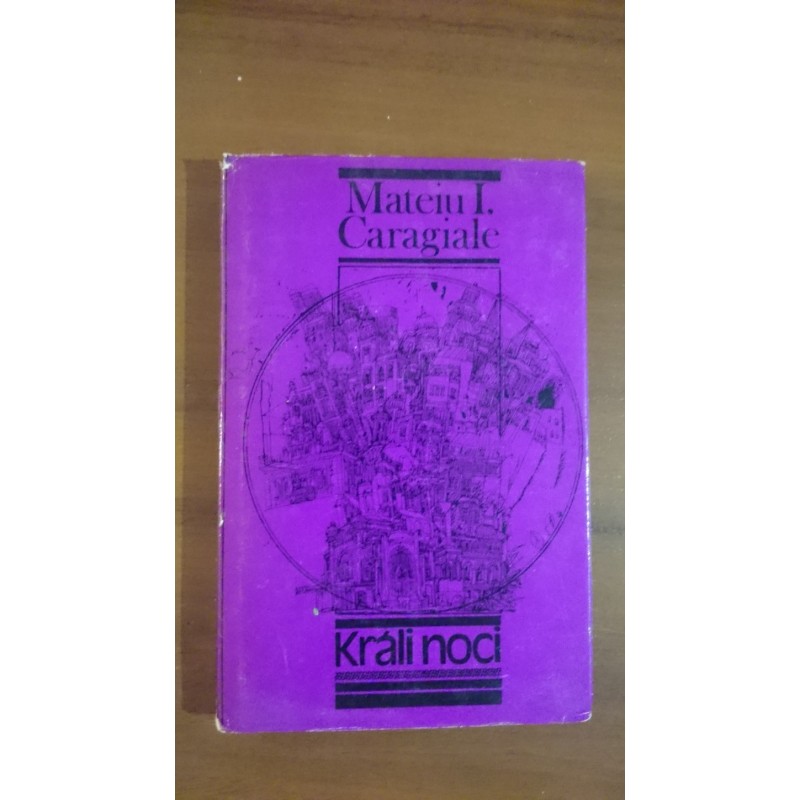 Mateiu I.
Caragiale
Králi noci